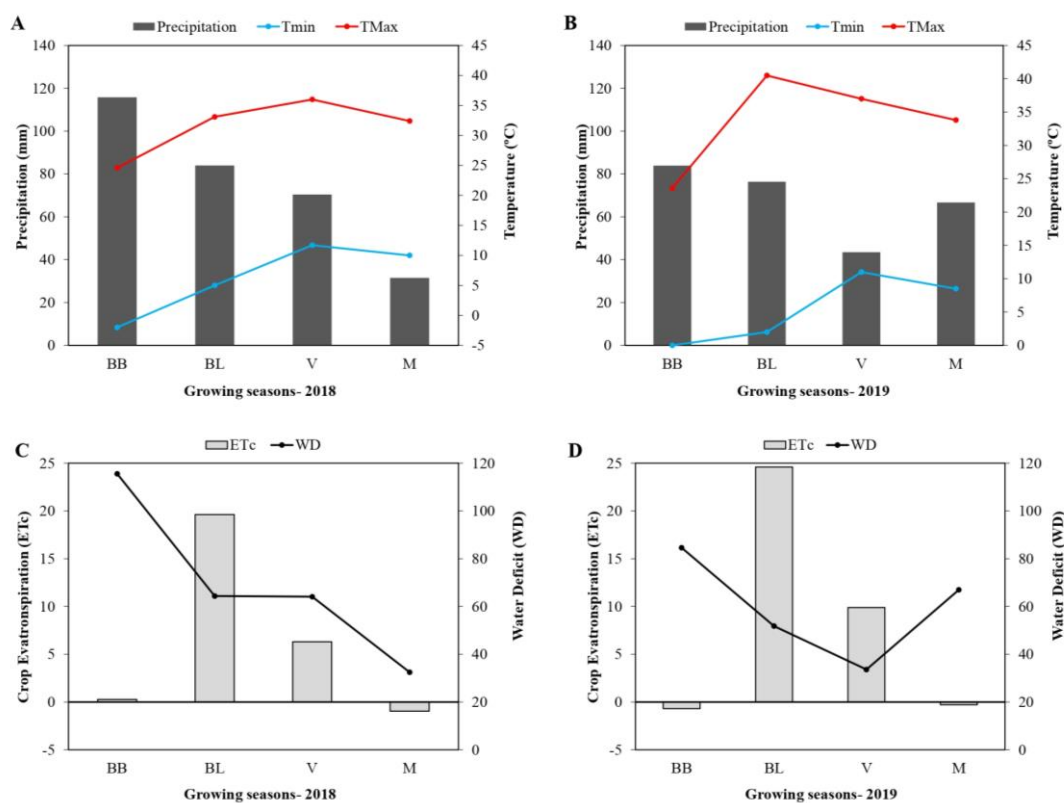 A
Precipitation Tmin TMax
140
120
100
80
60
40
20
0
Precipitation (mm)
45
40
35
30
25
20
15
10
5
0
-5
Temperature (ºC)
BB BL V M
Growing seasons- 2018
B
Precipitation Tmin TMax
140
120
100
80
60
40
20
0
Precipitation (mm)
45
40
35
30
25
20
15
10
5
0
Temperature (ºC)
BB BL V M
Growing seasons- 2019
C
ETc WD
25
20
15
10
5
0
-5
Crop Evatronspiration (ETc)
120
100
80
60
40
20
0
Water Deficit (WD)
BB BL V M
Growing seasons- 2018
D
ETc WD
25
20
15
10
5
0
-5
Crop Evatronspiration (ETc)
120
100
80
60
40
20
0
Water Deficit (WD)
BB BL V M
Growing seasons- 2019